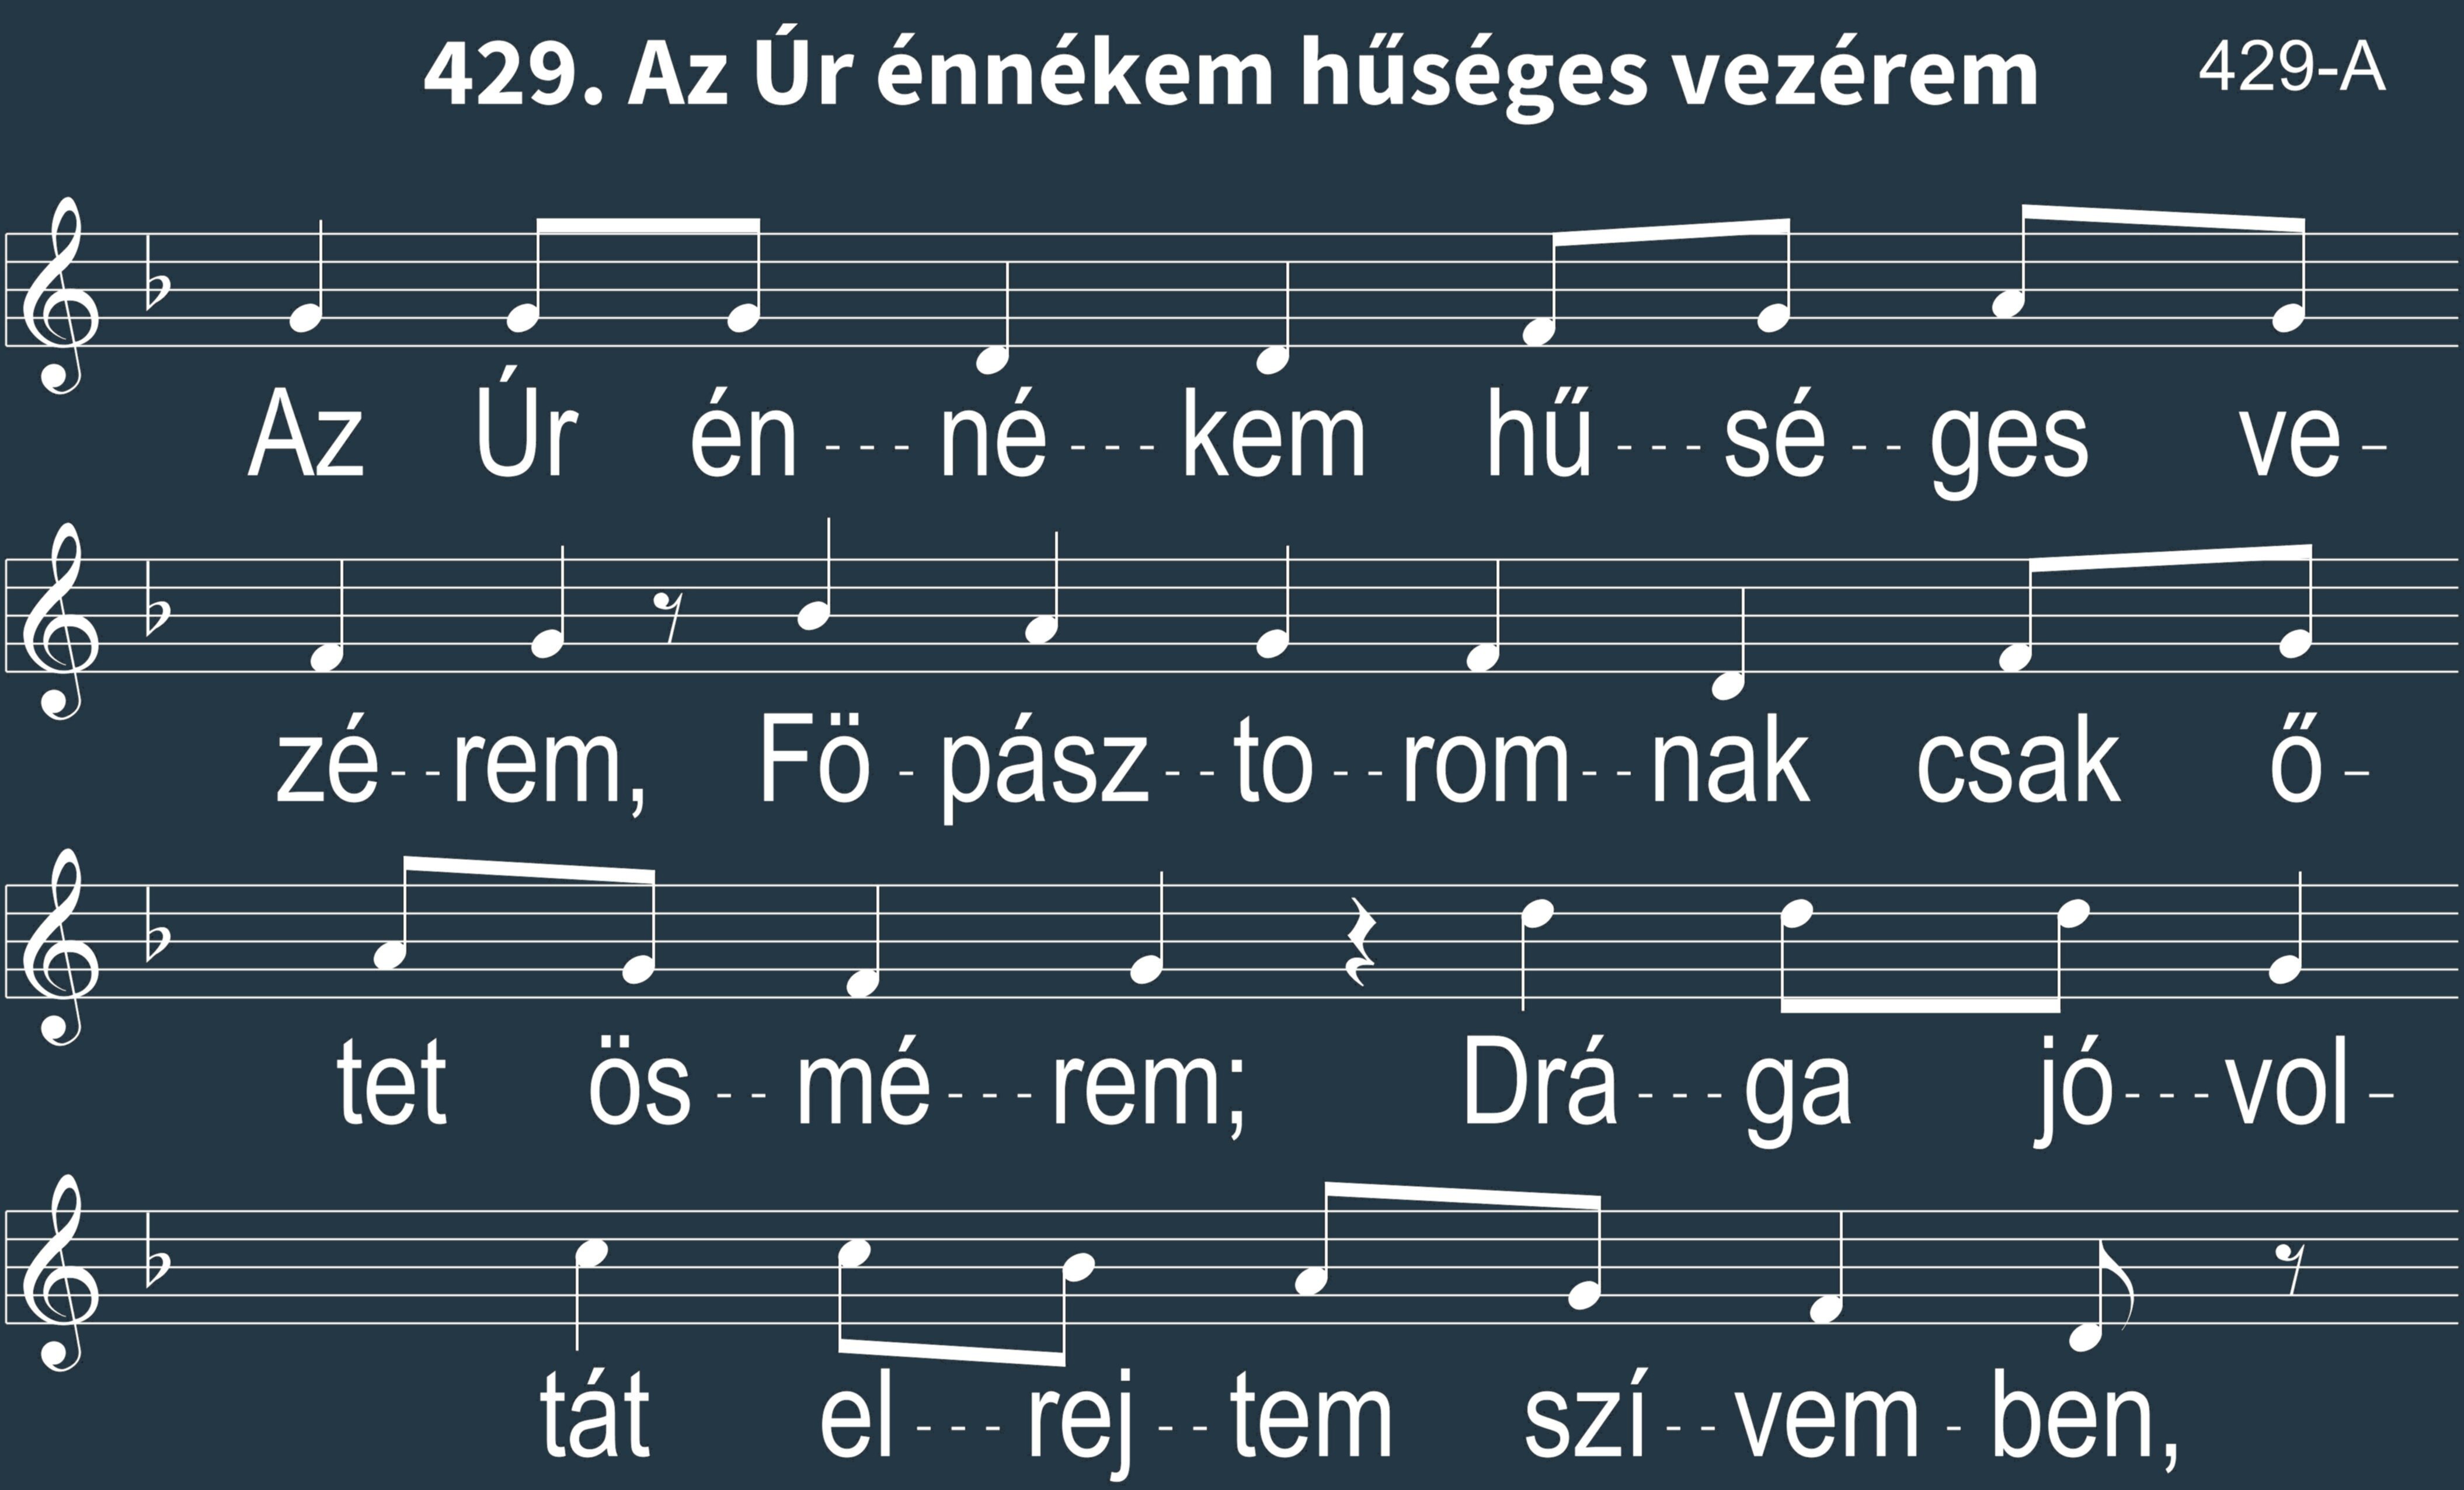 429. Az Úr énnékem hűséges vezérem 429-A
Az Úr én---né---kem hű---sé--ges ve-
zé--rem, Fö-pász--to--rom--nak csak ő-
tet ös--mé---rem; Drá---ga jó---vol-
tát el---rej--tem szí--vem-ben,